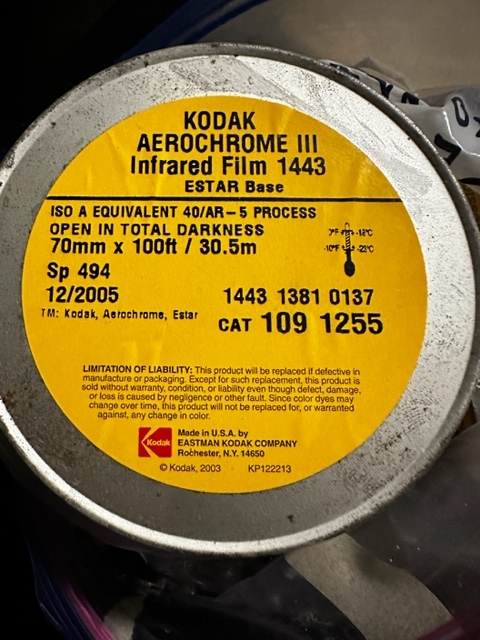 KODAK
AEROCHROME III
Infrared Film 1443
ESTAR Base
ISO A EQUIVALENT 40/AR-5 PROCESS
OPEN IN TOTAL DARKNESS
70mm x 100ft / 30.5m
0°F -18°C
-10°F -23°C
Sp 494
12/2005
1443 1381 0137
TM: Kodak, Aerochrome, Estar
CAT 109 1255
LIMITATION OF LIABILITY: This product will be replaced if defective in
manufacture or packaging. Except for such replacement, this product is
sold without warranty, condition, or liability even though defect, damage,
or loss is caused by negligence or other fault. Since color dyes may
change over time, this product will not be replaced for, or warranted
against, any change in color.
Kodak
Made in U.S.A. by
EASTMAN KODAK COMPANY
Rochester, N.Y. 14650
© Kodak, 2003 KP122213